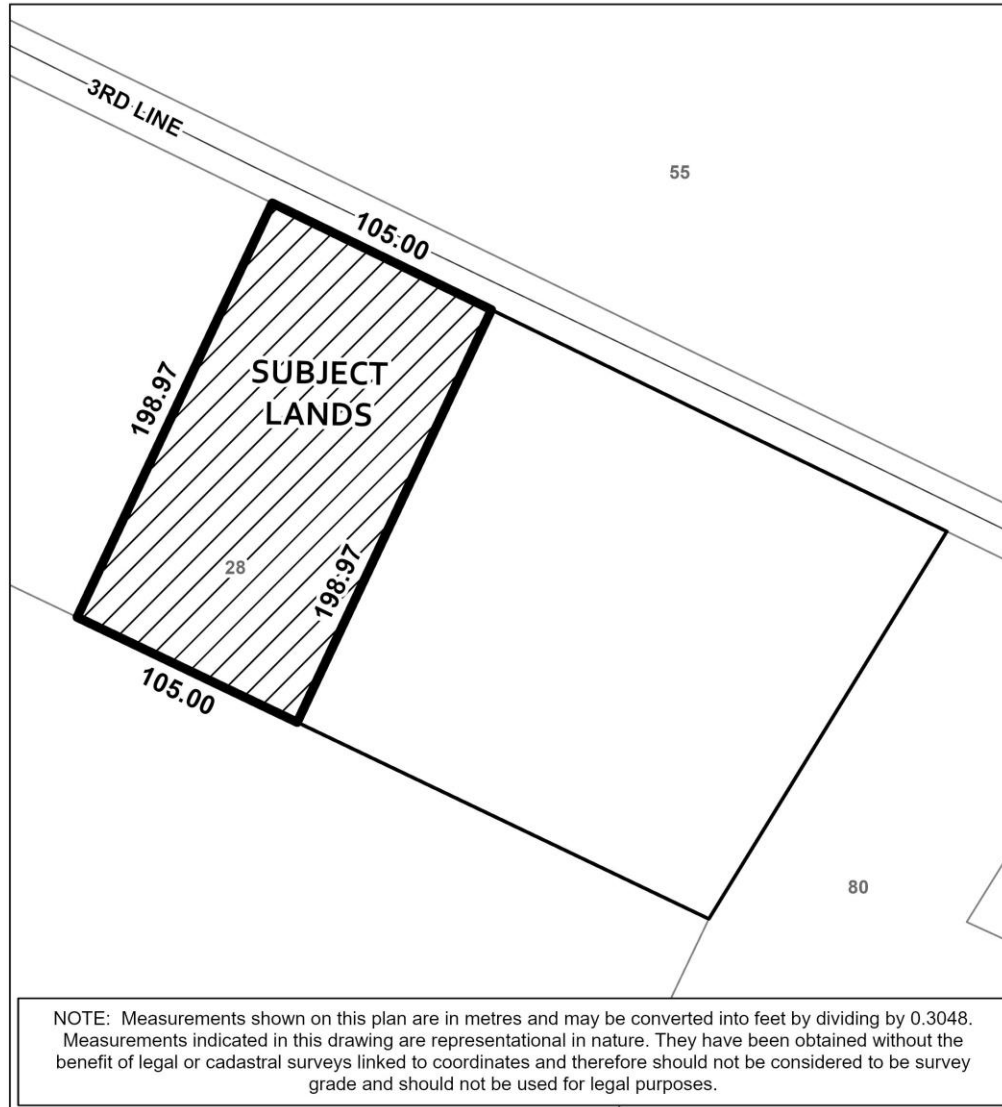 3RD LINE
55
105.00
SUBJECT
LANDS
198.97
198.97
28
105.00
80
NOTE: Measurements shown on this plan are in metres and may be converted into feet by dividing by 0.3048.
Measurements indicated in this drawing are representational in nature. They have been obtained without the
benefit of legal or cadastral surveys linked to coordinates and therefore should not be considered to be survey
grade and should not be used for legal purposes.